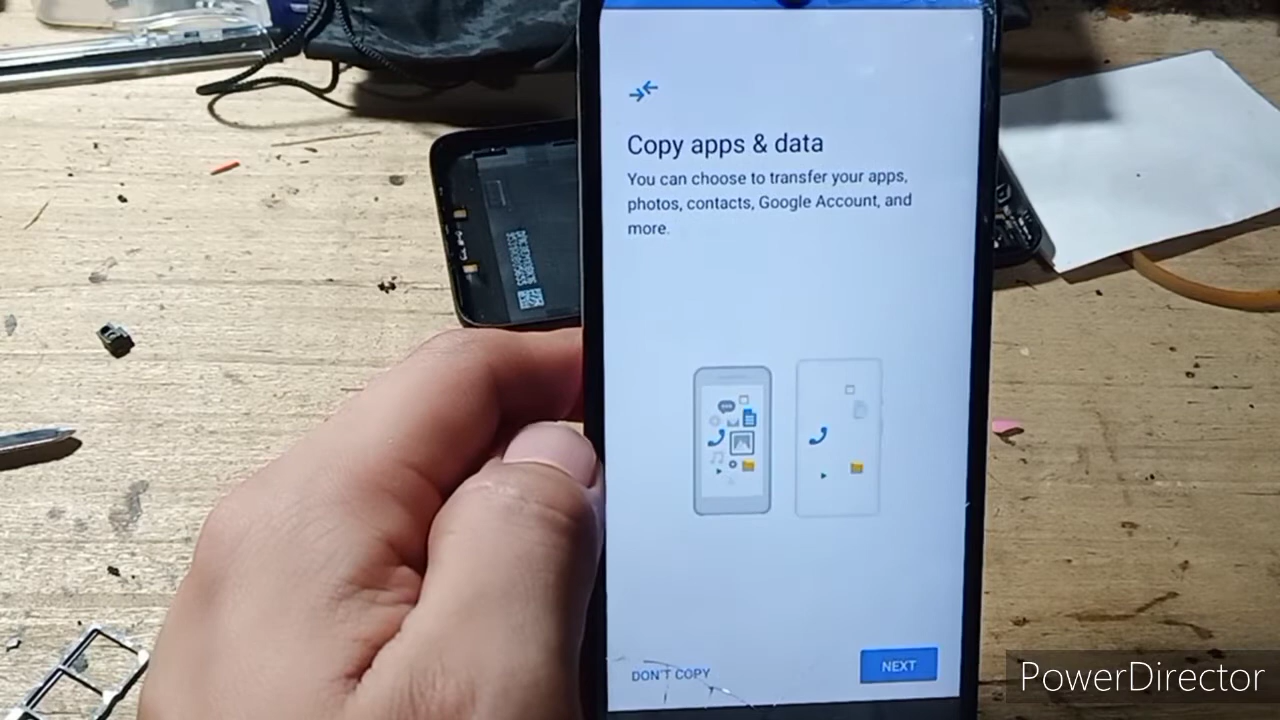 Copy apps & data
You can choose to transfer your apps,
photos, contacts, Google Account, and
more.
DON'T COPY
NEXT
PowerDirector